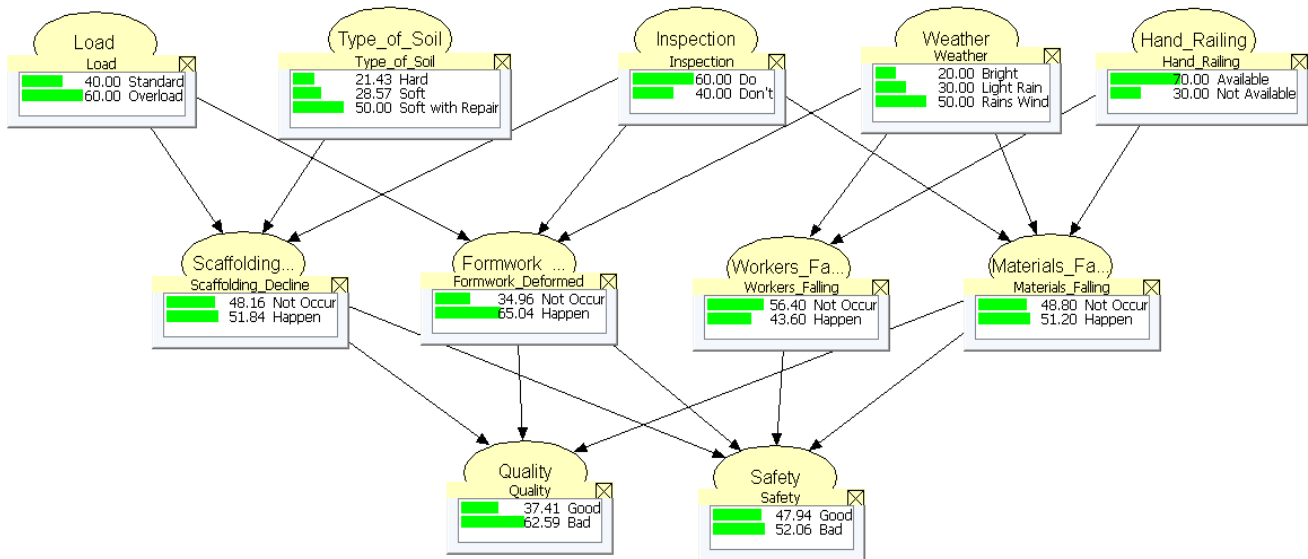 Load
Load
40.00 Standard
60.00 Overload
Type_of_Soil
Type_of_Soil
21.43 Hard
28.57 Soft
50.00 Soft with Repair
Inspection
Inspection
60.00 Do
40.00 Don't
Weather
Weather
20.00 Bright
30.00 Light Rain
50.00 Rains Wind
Hand_Railing
Hand_Railing
70.00 Available
30.00 Not Available
Scaffolding...
Scaffolding_Decline
48.16 Not Occur
51.84 Happen
Formwork_...
Formwork_Deformed
34.96 Not Occur
65.04 Happen
Workers_Fa...
Workers_Falling
56.40 Not Occur
43.60 Happen
Materials_Fa...
Materials_Falling
48.80 Not Occur
51.20 Happen
Quality
Quality
37.41 Good
62.59 Bad
Safety
Safety
47.94 Good
52.06 Bad